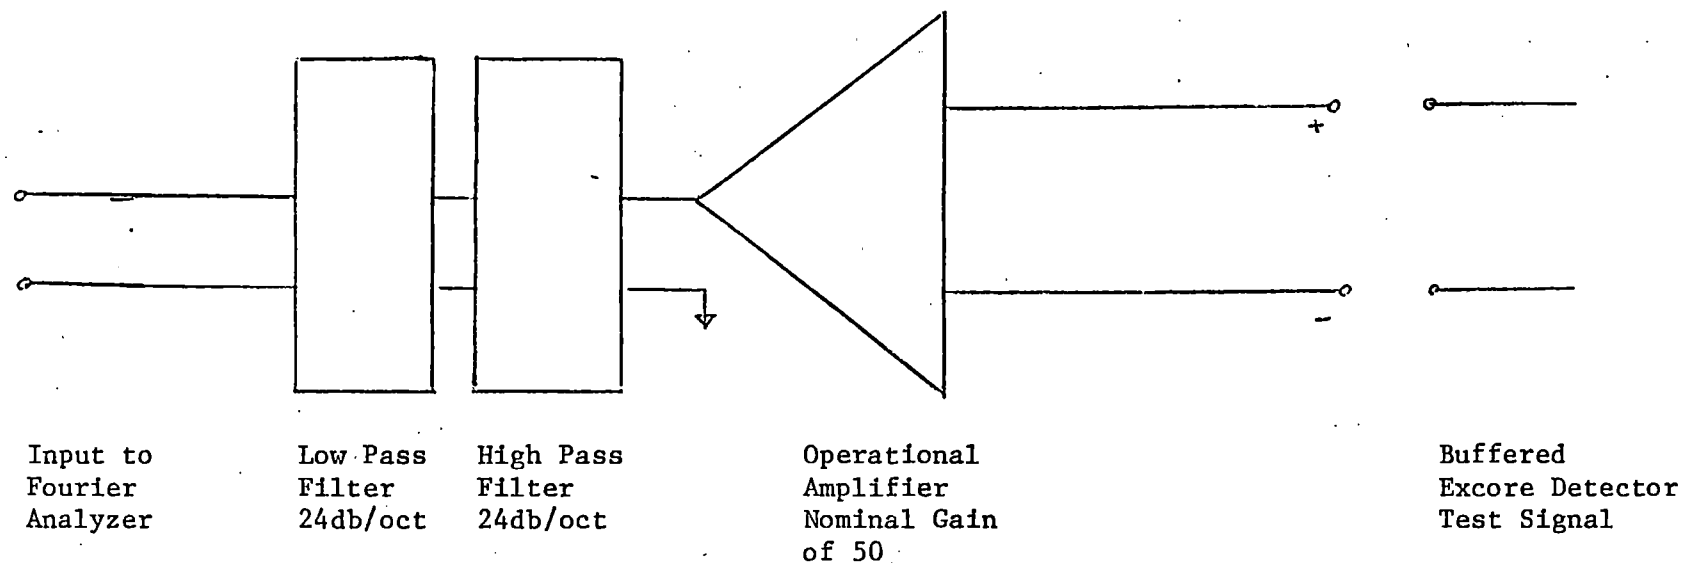 +
-
Input to
Fourier
Analyzer
Low Pass
Filter
24db/oct
High Pass
Filter
24db/oct
Operational
Amplifier
Nominal Gain
of 50
Buffered
Excore Detector
Test Signal